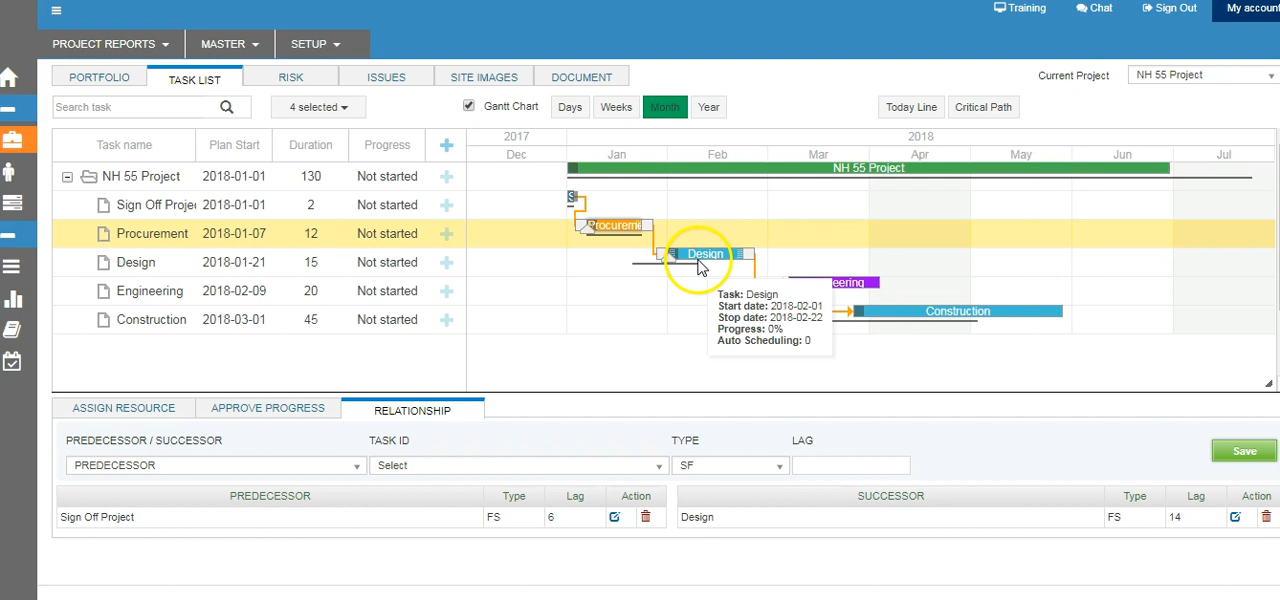 Training Chat Sign Out My account
PROJECT REPORTS MASTER SETUP
PORTFOLIO TASK LIST RISK ISSUES SITE IMAGES DOCUMENT Current Project NH 55 Project
Search task 4 selected Gantt Chart Days Weeks Month Year Today Line Critical Path
2017 2018
Task name Plan Start Duration Progress
Dec Jan Feb Mar Apr May Jun Jul
NH 55 Project 2018-01-01 130 Not started NH 55 Project
Sign Off Projec 2018-01-01 2 Not started S
Procurement 2018-01-07 12 Not started Procureme
Design 2018-01-21 15 Not started Design
Engineering 2018-02-09 20 Not started eering
Construction 2018-03-01 45 Not started Construction
Task: Design
Start date: 2018-02-01
Stop date: 2018-02-22
Progress: 0%
Auto Scheduling: 0
ASSIGN RESOURCE APPROVE PROGRESS RELATIONSHIP
PREDECESSOR / SUCCESSOR TASK ID TYPE LAG
PREDECESSOR Select SF Save
PREDECESSOR Type Lag Action SUCCESSOR Type Lag Action
Sign Off Project FS 6 Design FS 14